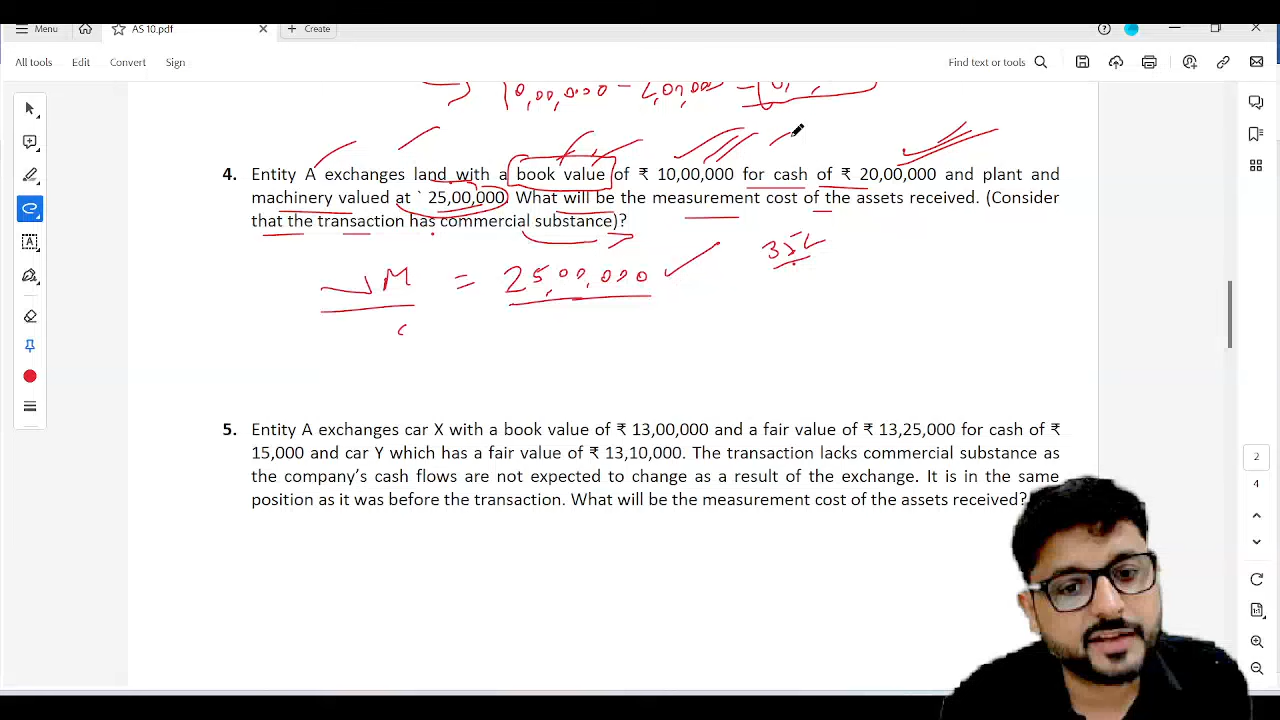 Menu
AS 10.pdf
Create
All tools Edit Convert Sign
Find text or tools
10,00,000 -
4. Entity A exchanges land with a book value of ₹ 10,00,000 for cash of ₹ 20,00,000 and plant and
machinery valued at ` 25,00,000. What will be the measurement cost of the assets received. (Consider
that the transaction has commercial substance)?
35L
M = 25,00,000
5. Entity A exchanges car X with a book value of ₹ 13,00,000 and a fair value of ₹ 13,25,000 for cash of ₹
15,000 and car Y which has a fair value of ₹ 13,10,000. The transaction lacks commercial substance as
the company's cash flows are not expected to change as a result of the exchange. It is in the same
position as it was before the transaction. What will be the measurement cost of the assets received?
2
4